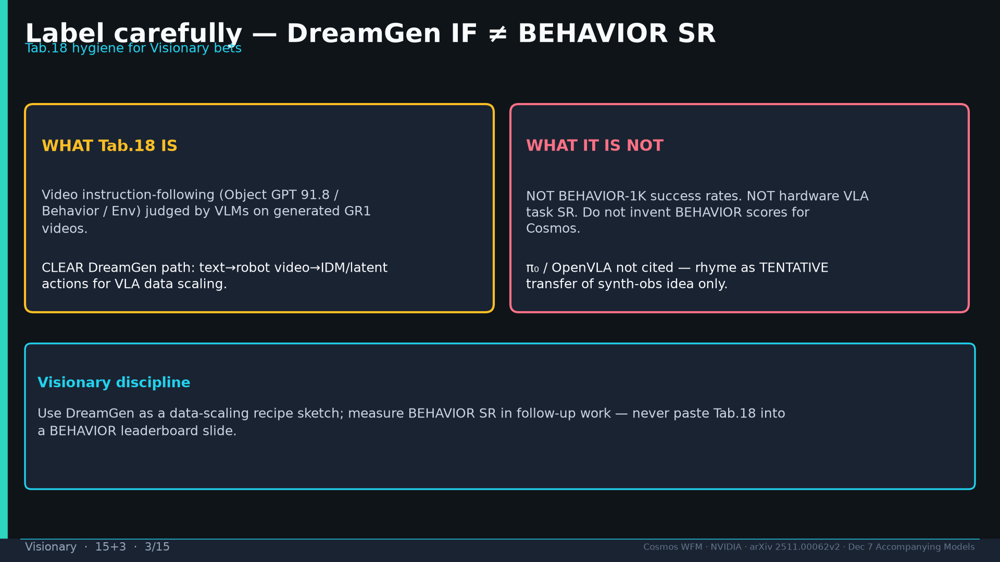 Label carefully — DreamGen IF ≠ BEHAVIOR SR
Tab.18 hygiene for Visionary bets
WHAT Tab.18 IS
Video instruction-following (Object GPT 91.8 /
Behavior / Env) judged by VLMs on generated GR1
videos.
CLEAR DreamGen path: text→robot video→IDM/latent
actions for VLA data scaling.
WHAT IT IS NOT
NOT BEHAVIOR-1K success rates. NOT hardware VLA
task SR. Do not invent BEHAVIOR scores for
Cosmos.
π₀ / OpenVLA not cited — rhyme as TENTATIVE
transfer of synth-obs idea only.
Visionary discipline
Use DreamGen as a data-scaling recipe sketch; measure BEHAVIOR SR in follow-up work — never paste Tab.18 into
a BEHAVIOR leaderboard slide.
Visionary · 15+3 · 3/15
Cosmos WFM · NVIDIA · arXiv 2511.00062v2 · Dec 7 Accompanying Models